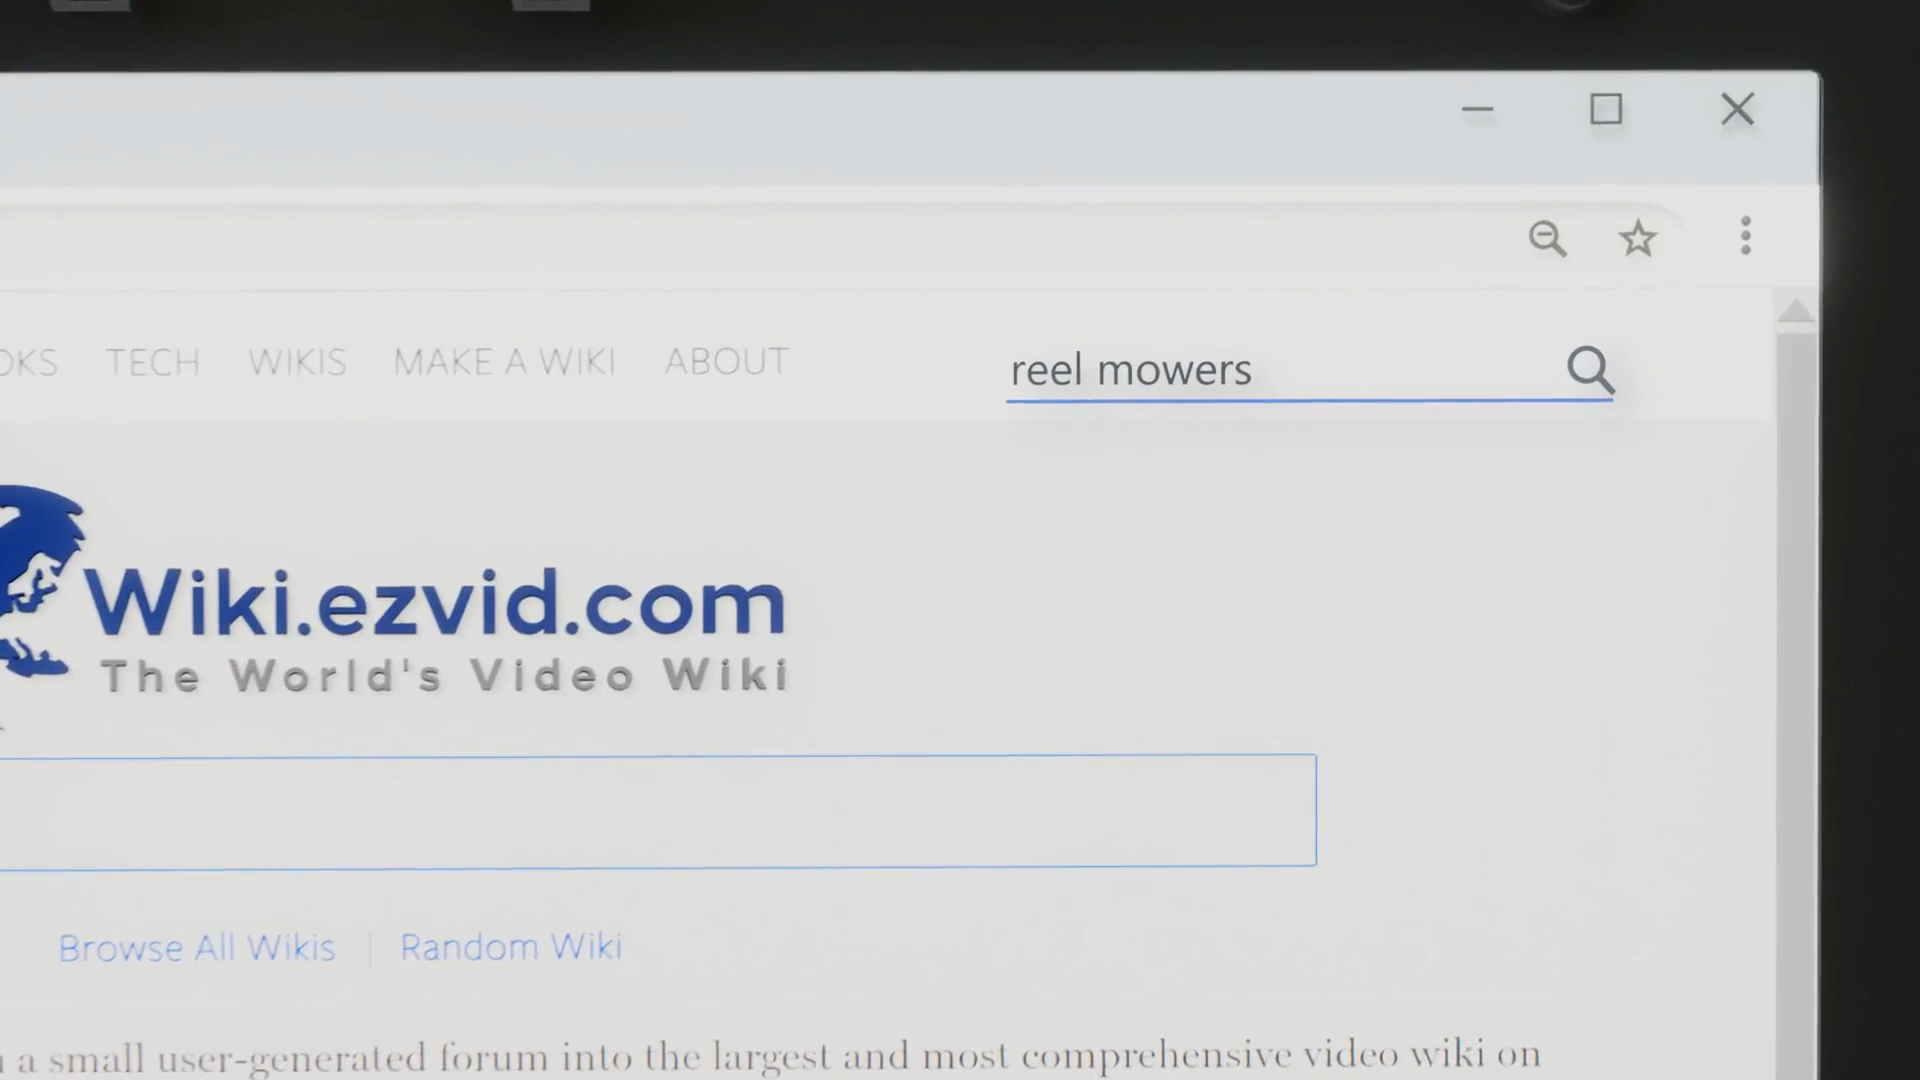 TECH WIKIS MAKE A WIKI ABOUT
reel mowers
Wiki.ezvid.com
The World's Video Wiki
Browse All Wikis | Random Wiki
a small user-generated forum into the largest and most comprehensive video wiki on